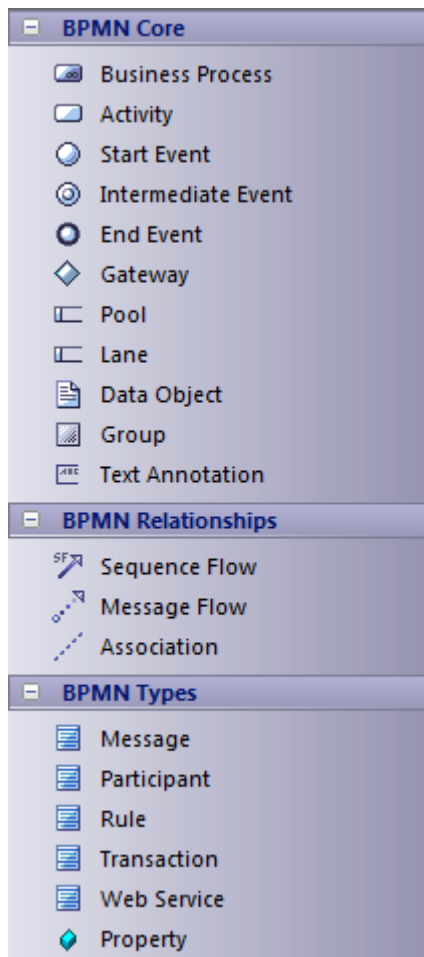 BPMN Core
Business Process
Activity
Start Event
Intermediate Event
End Event
Gateway
Pool
Lane
Data Object
Group
Text Annotation
BPMN Relationships
SF Sequence Flow
Message Flow
Association
BPMN Types
Message
Participant
Rule
Transaction
Web Service
Property